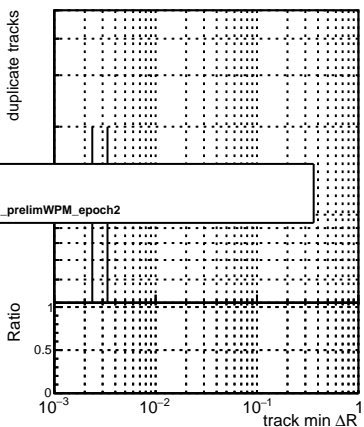 duplicate tracks
_prelimWPM_epoch2
Ratio
1
0.5
0
10⁻³ 10⁻² 10⁻¹ 1
track min ΔR